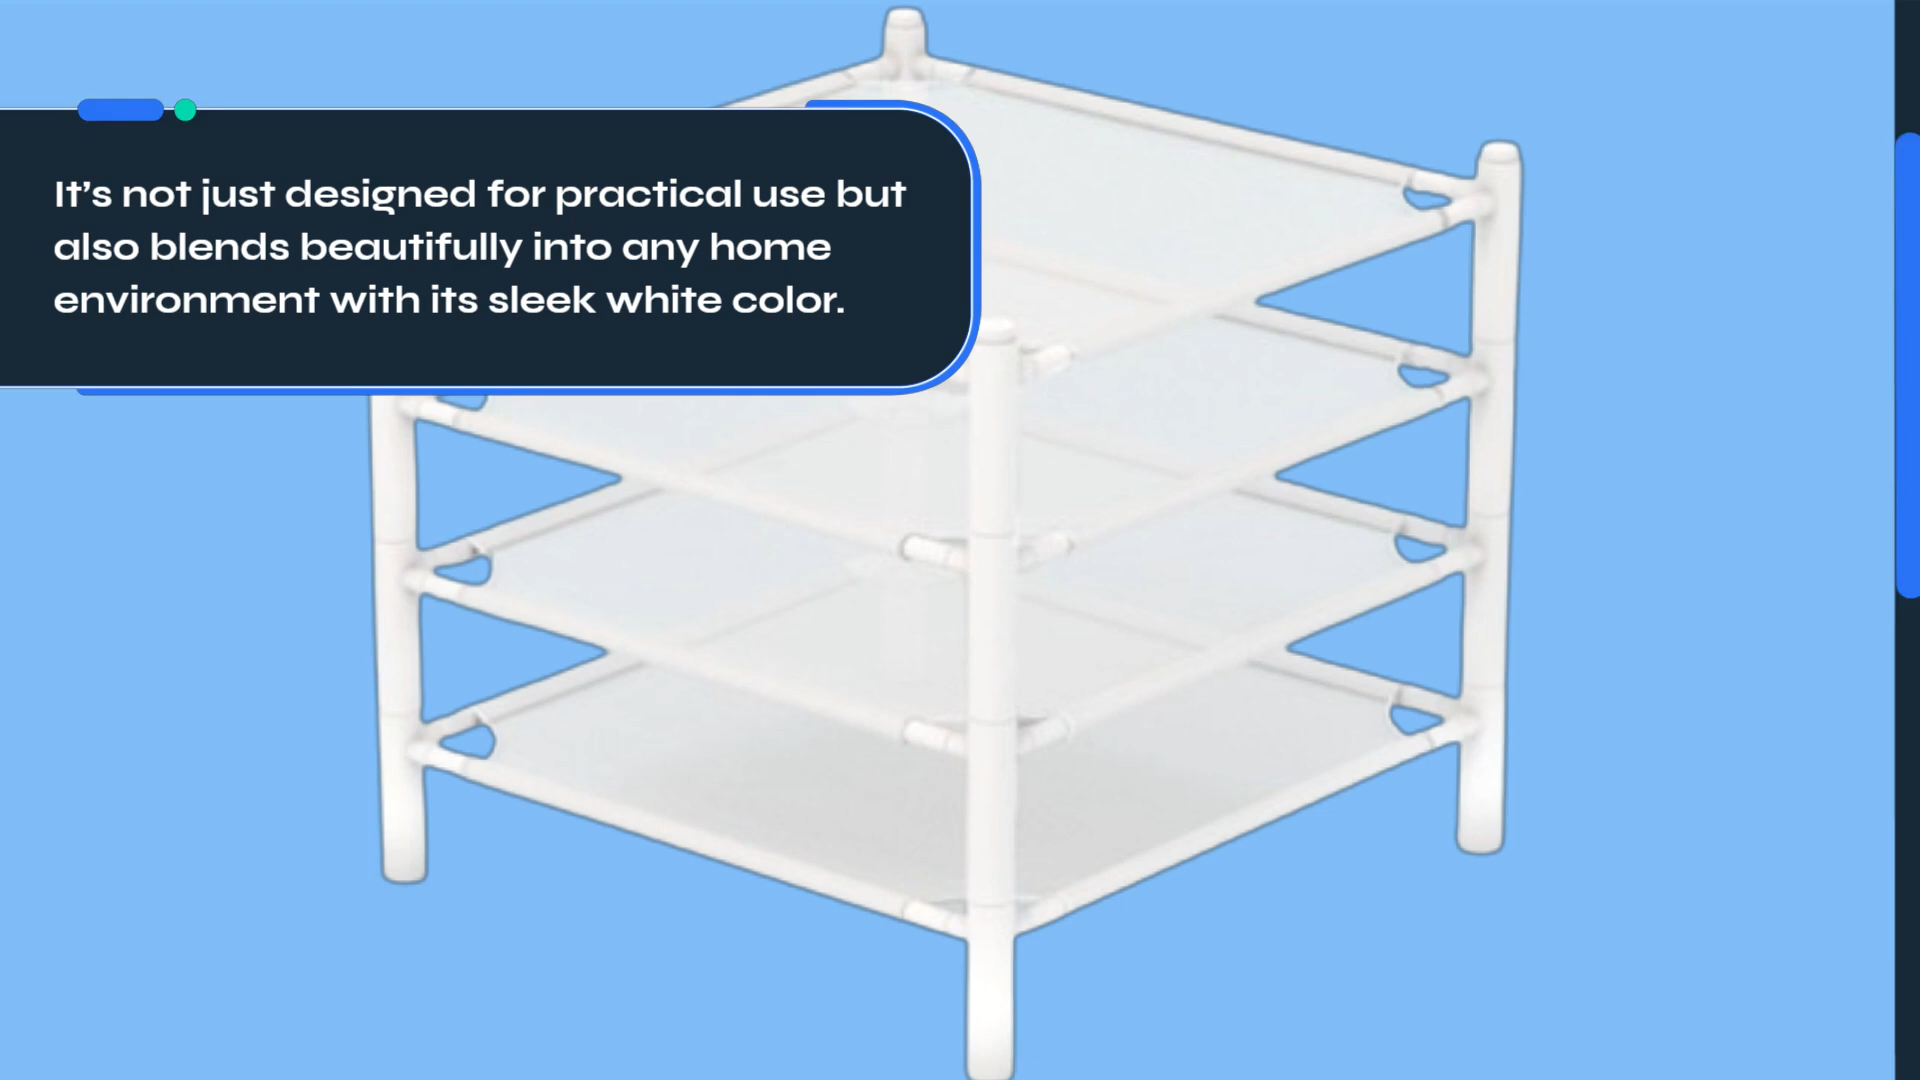 It’s not just designed for practical use but
also blends beautifully into any home
environment with its sleek white color.